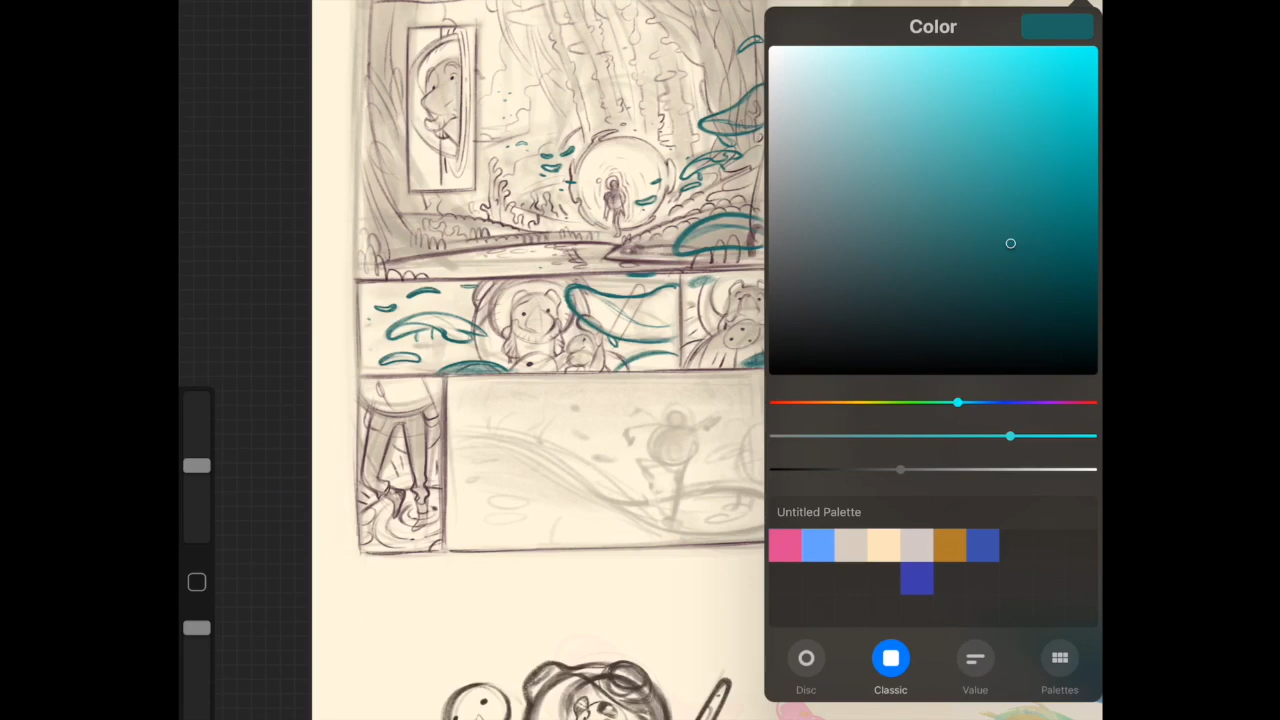 Color
Untitled Palette
Disc
Classic
Value
Palettes